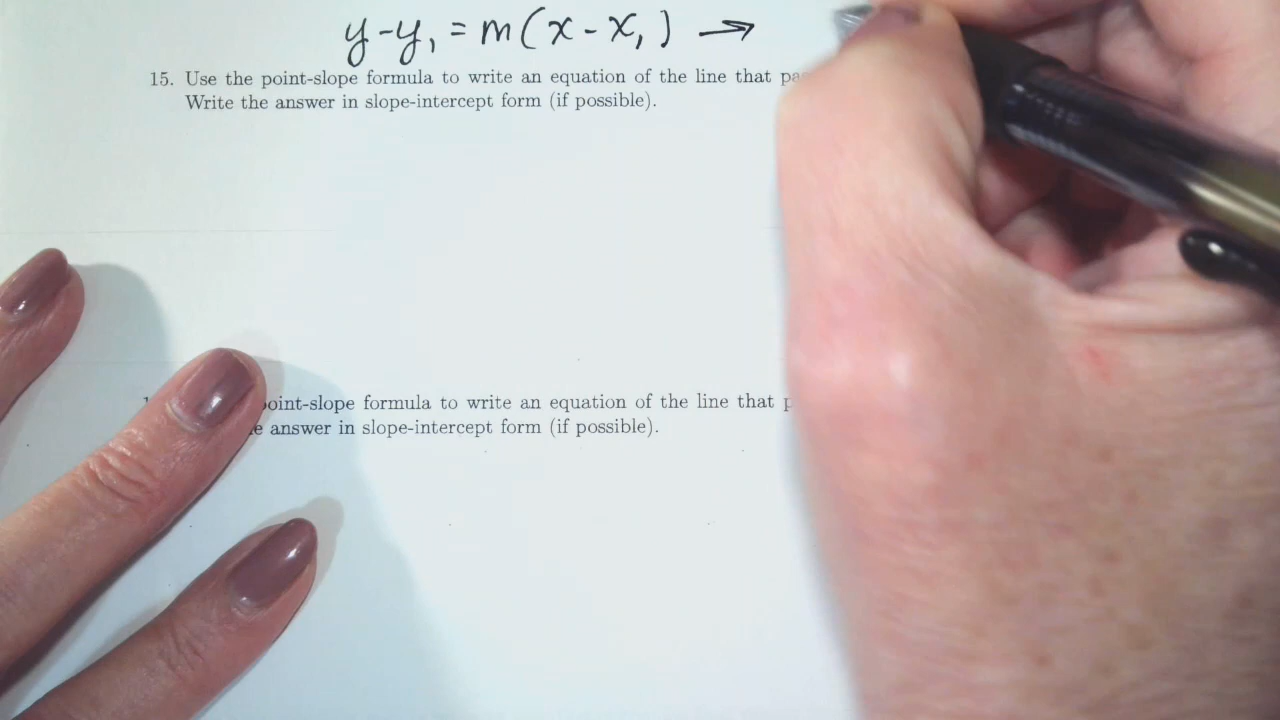 y - y₁ = m(x - x₁) →
15. Use the point-slope formula to write an equation of the line that
Write the answer in slope-intercept form (if possible).
point-slope formula to write an equation of the line that
answer in slope-intercept form (if possible).